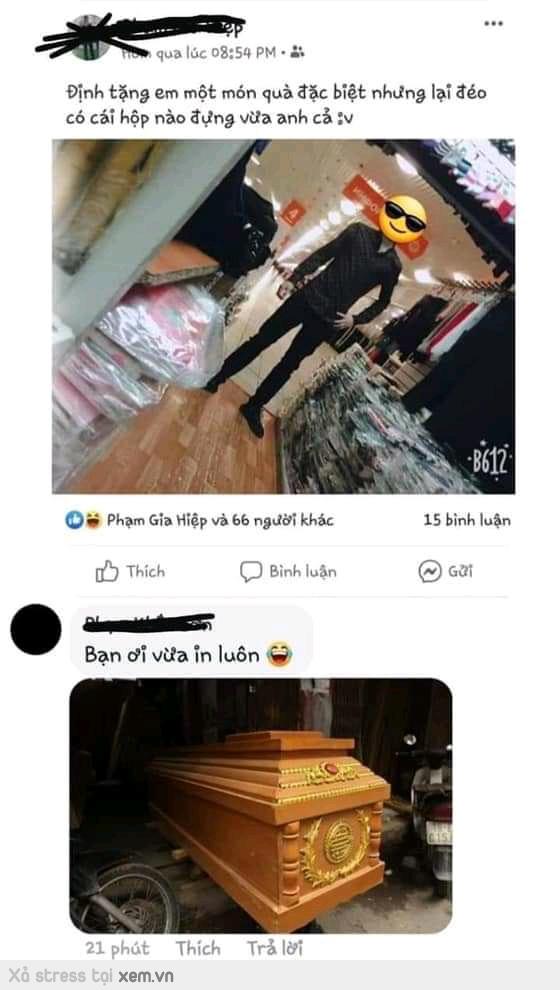 qua lúc 08:54 PM •
Định tặng em một món quà đặc biệt nhưng lại đéo
có cái hộp nào đựng vừa anh cả :v
4
B612
Phạm Gia Hiệp và 66 người khác 15 bình luận
Thích Bình luận Gửi
Bạn ơi vừa in luôn
21 phút Thích Trả lời
Xả stress tại xem.vn